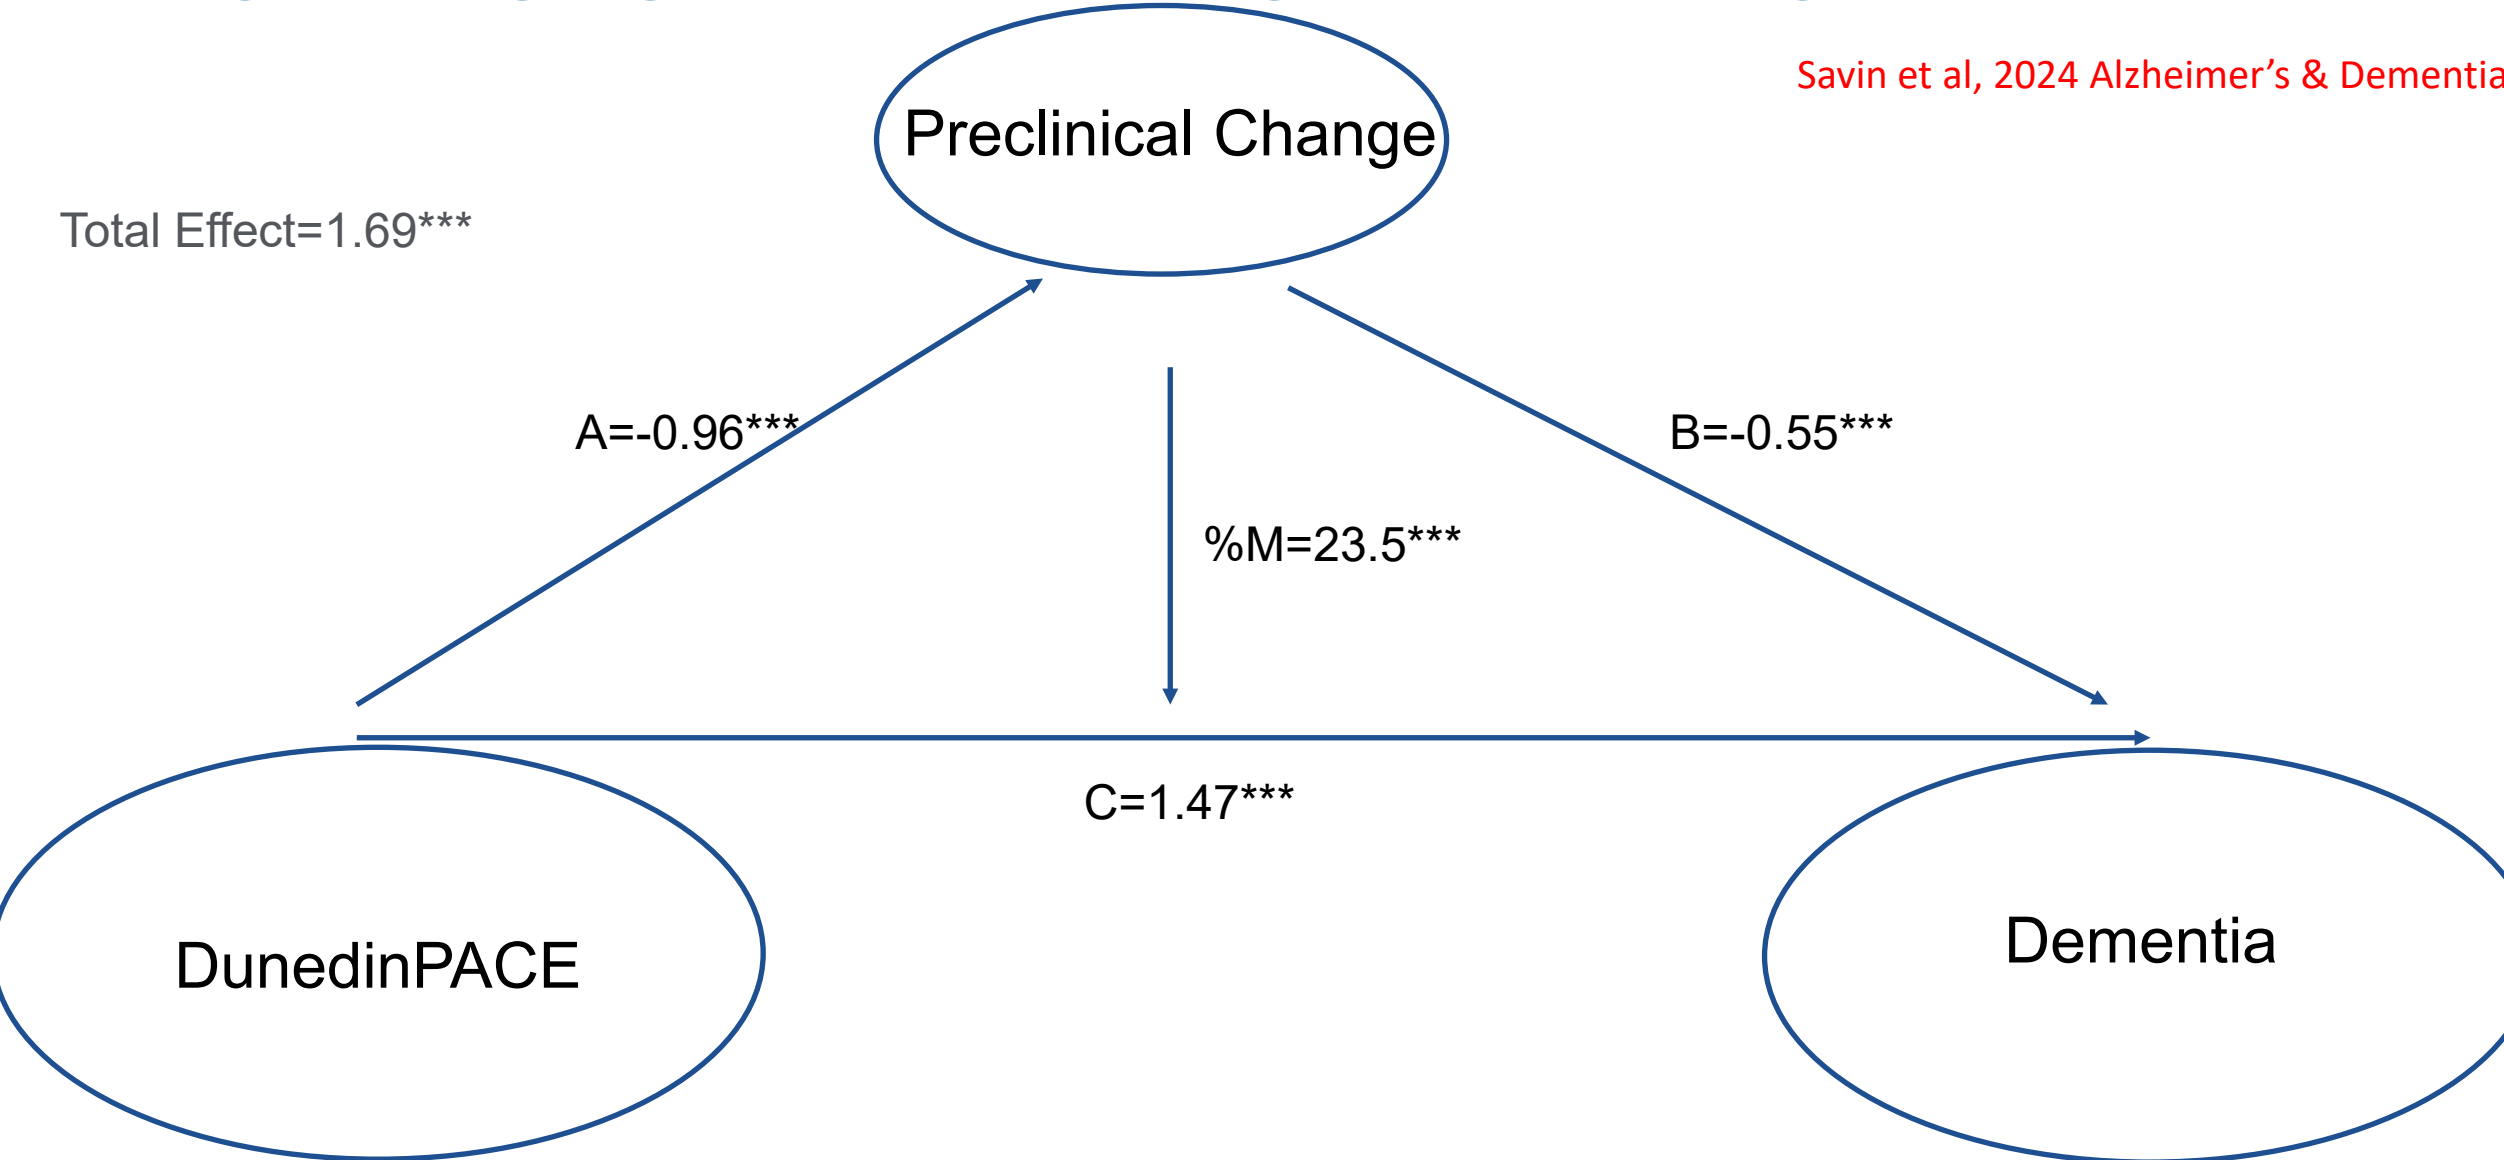 Savin et al, 2024 Alzheimer's & Dementia
Preclinical Change
Total Effect=1.69***
A=-0.96***
B=-0.55***
%M=23.5***
C=1.47***
DunedinPACE
Dementia